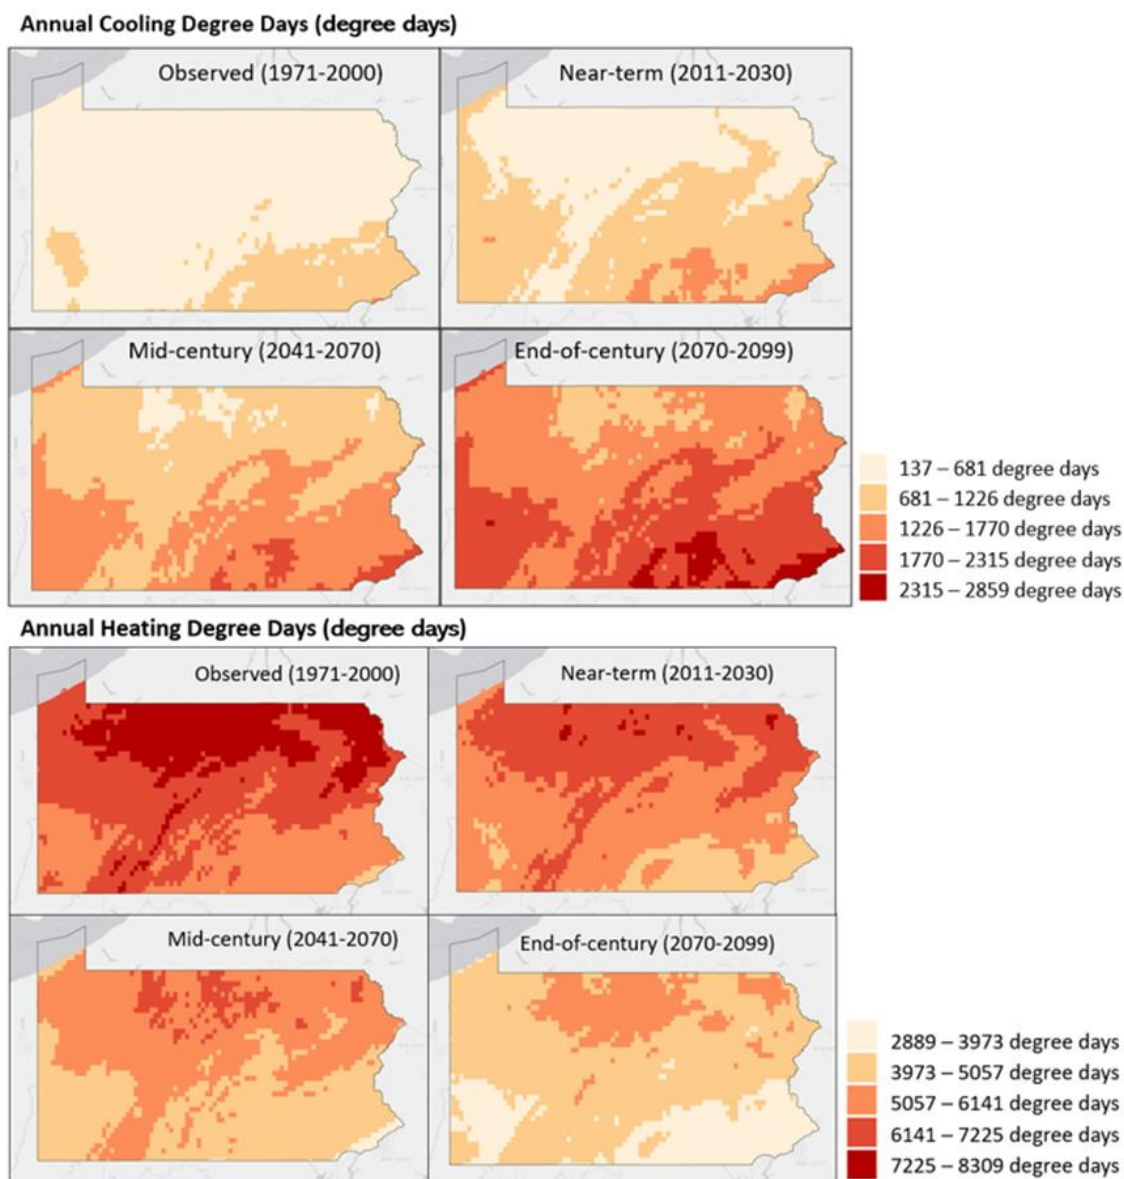 Annual Cooling Degree Days (degree days)
Observed (1971-2000)
Near-term (2011-2030)
Mid-century (2041-2070)
End-of-century (2070-2099)
137 – 681 degree days
681 – 1226 degree days
1226 – 1770 degree days
1770 – 2315 degree days
2315 – 2859 degree days
Annual Heating Degree Days (degree days)
Observed (1971-2000)
Near-term (2011-2030)
Mid-century (2041-2070)
End-of-century (2070-2099)
2889 – 3973 degree days
3973 – 5057 degree days
5057 – 6141 degree days
6141 – 7225 degree days
7225 – 8309 degree days